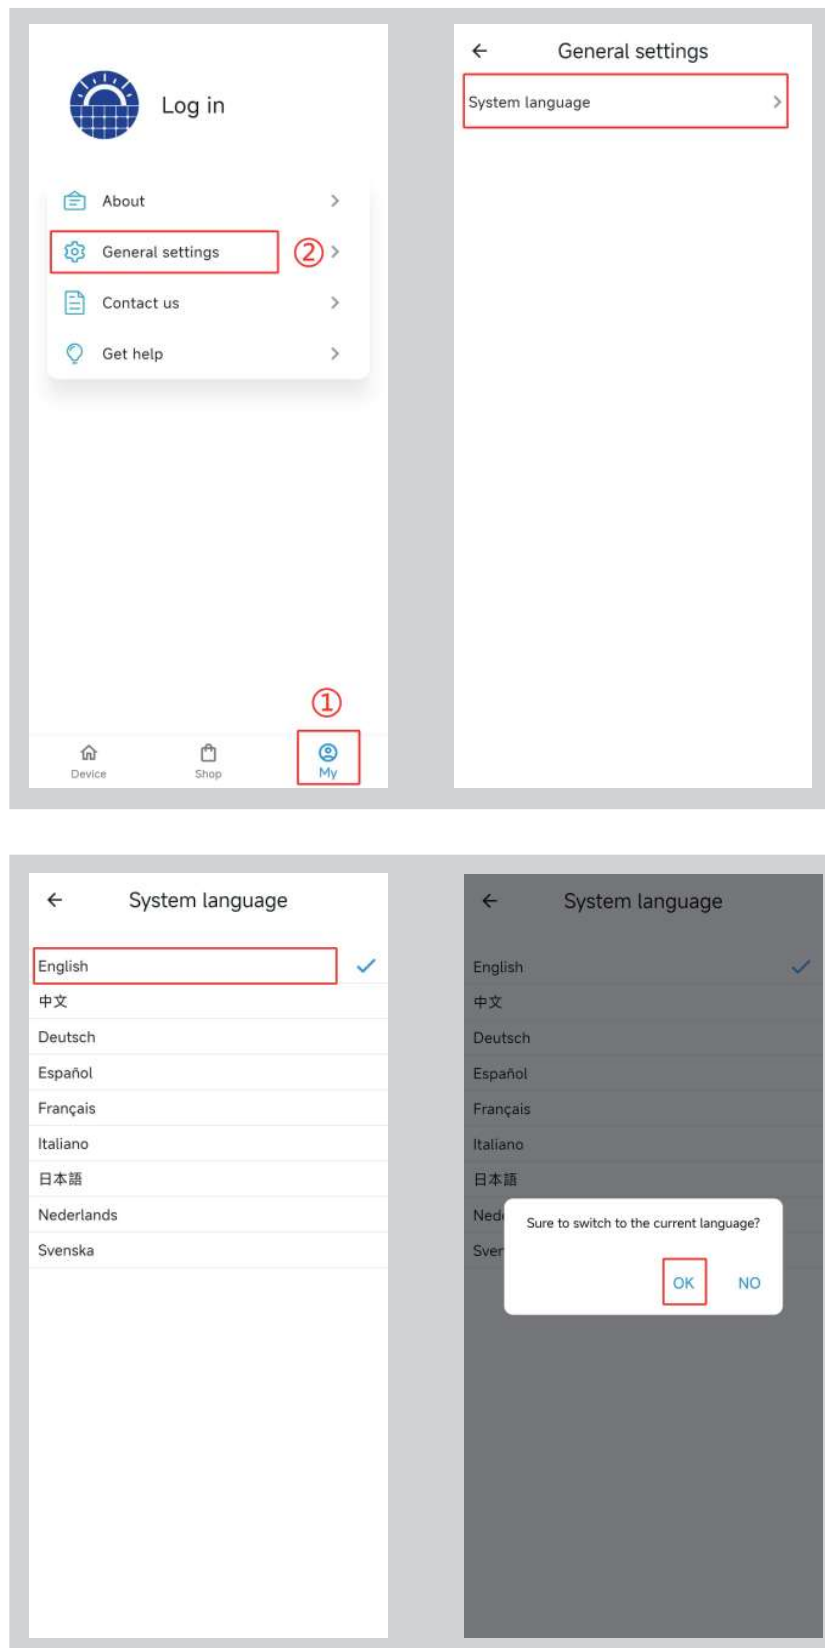 Log in
About
General settings
②
Contact us
Get help
①
Device
Shop
My
General settings
System language
System language
English
中文
Deutsch
Español
Français
Italiano
日本語
Nederlands
Svenska
System language
English
中文
Deutsch
Español
Français
Italiano
日本語
Nede
Sver
Sure to switch to the current language?
OK NO